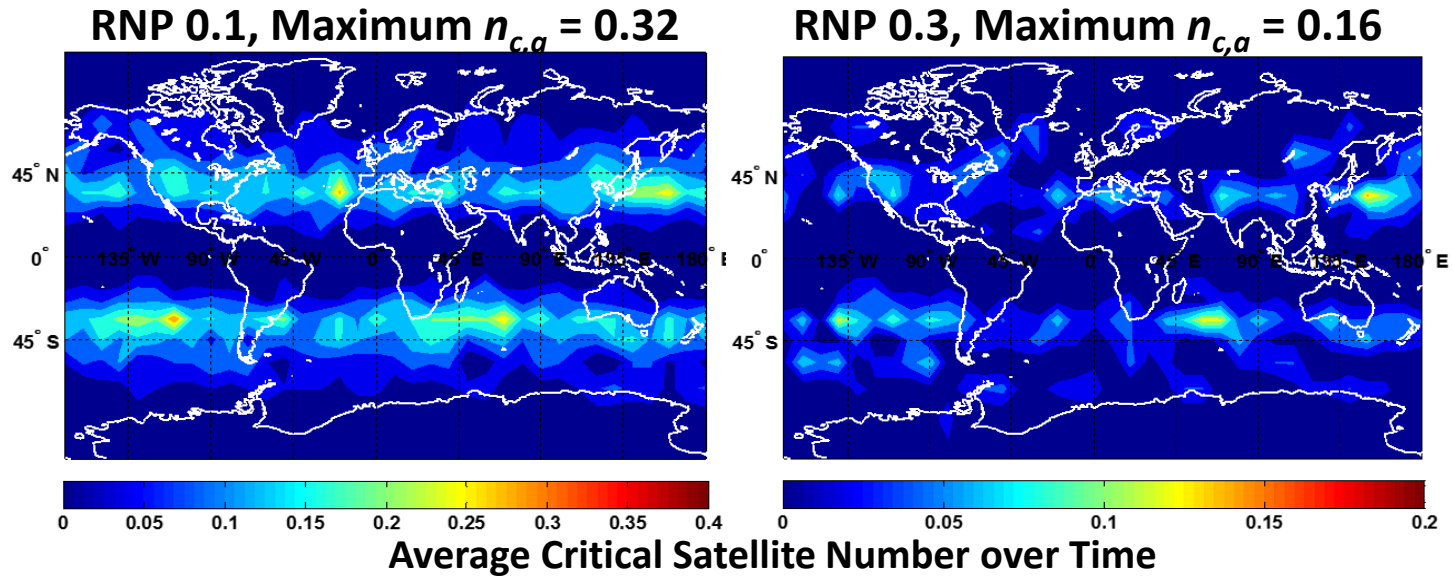 RNP 0.1, Maximum n_c,a = 0.32
RNP 0.3, Maximum n_c,a = 0.16
45° N
0°
45° S
135° W 90° W 45° W 0 45° E 90° E 135° E 180° E
45° N
0°
45° S
135° W 90° W 45° W 0 45° E 90° E 135° E 180° E
0 0.05 0.1 0.15 0.2 0.25 0.3 0.35 0.4
0 0.05 0.1 0.15 0.2
Average Critical Satellite Number over Time